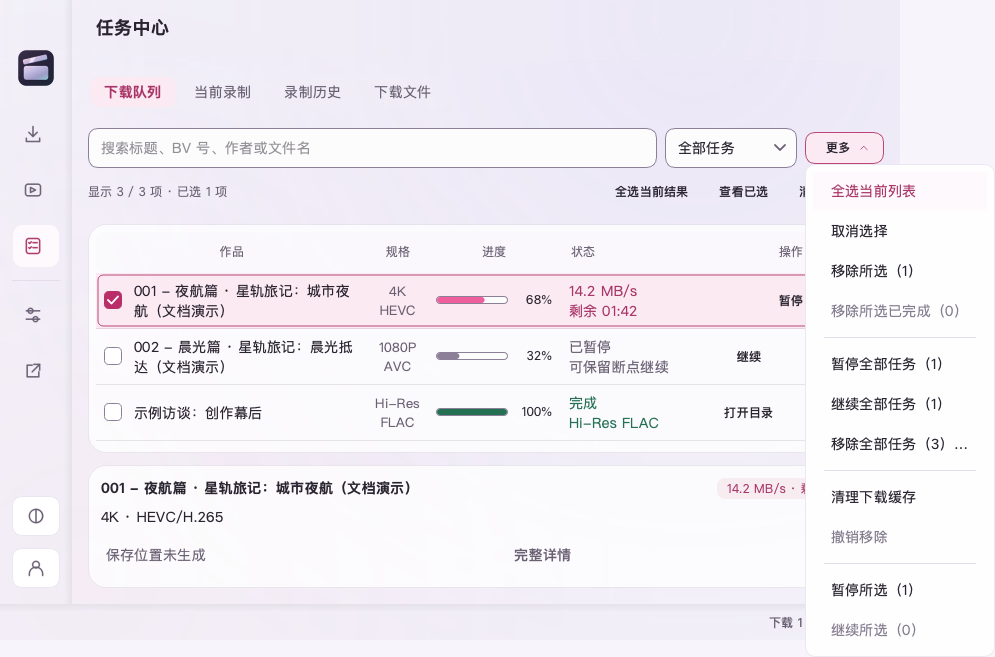 任务中心
下载队列 当前录制 录制历史 下载文件
搜索标题、BV 号、作者或文件名
全部任务
更多
显示 3 / 3 项 · 已选 1 项
全选当前结果 查看已选
作品 规格 进度 状态 操作
001 – 夜航篇 · 星轨旅记：城市夜
航（文档演示）
4K
HEVC
68%
14.2 MB/s
剩余 01:42
暂停
002 – 晨光篇 · 星轨旅记：晨光抵
达（文档演示）
1080P
AVC
32%
已暂停
可保留断点继续
继续
示例访谈：创作幕后
Hi-Res
FLAC
100%
完成
Hi-Res FLAC
打开目录
001 – 夜航篇 · 星轨旅记：城市夜航（文档演示）
14.2 MB/s ·
4K · HEVC/H.265
保存位置未生成
完整详情
下载 1
全选当前列表
取消选择
移除所选（1）
移除所选已完成（0）
暂停全部任务（1）
继续全部任务（1）
移除全部任务（3）...
清理下载缓存
撤销移除
暂停所选（1）
继续所选（0）